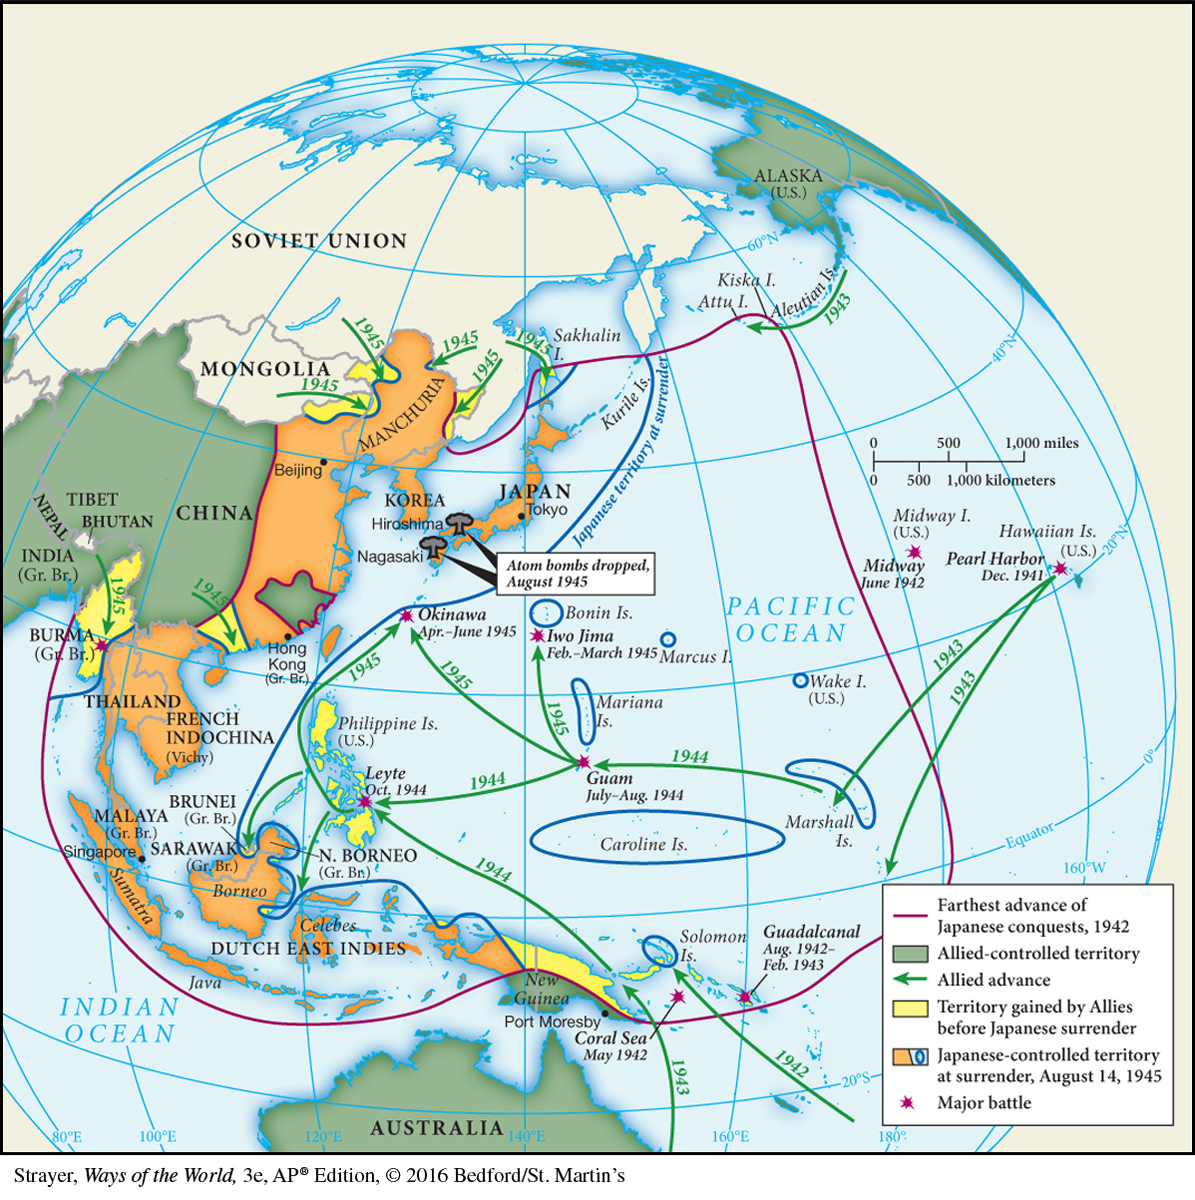 ALASKA
(U.S.)
60°N
SOVIET UNION
Kiska I.
Attu I.
Aleutian Is.
1943
40°N
Sakhalin
I.
1945
1945
1945
1945
1945
MONGOLIA
MANCHURIA
Kurile Is.
Japanese territory at surrender
0 500 1,000 miles
0 500 1,000 kilometers
Beijing
KOREA
JAPAN
Tokyo
Hiroshima
Nagasaki
Atom bombs dropped,
August 1945
TIBET
NEPAL
BHUTAN
CHINA
INDIA
(Gr. Br.)
1945
1945
BURMA
(Gr. Br.)
Hong
Kong
(Gr. Br.)
Midway I.
(U.S.)
Midway
June 1942
Hawaiian Is.
(U.S.)
Pearl Harbor
Dec. 1941
20°N
PACIFIC
OCEAN
Okinawa
Apr.–June 1945
Bonin Is.
Iwo Jima
Feb.–March 1945
Marcus I.
Wake I.
(U.S.)
1943
1943
1945
1945
1945
THAILAND
FRENCH
INDOCHINA
(Vichy)
Philippine Is.
(U.S.)
Mariana
Is.
Leyte
Oct. 1944
1944
Guam
July–Aug. 1944
1944
0°
Marshall
Is.
Caroline Is.
Equator
160°W
MALAYA
(Gr. Br.)
Singapore
BRUNEI
(Gr. Br.)
SARAWAK
(Gr. Br.)
N. BORNEO
(Gr. Br.)
Borneo
Sumatra
1944
Celebes
DUTCH EAST INDIES
Java
INDIAN
OCEAN
New
Guinea
Port Moresby
Solomon
Is.
Guadalcanal
Aug. 1942–
Feb. 1943
Coral Sea
May 1942
1943
1942
20°S
AUSTRALIA
80°E 100°E 120°E 140°E 160°E 180°
Farthest advance of
Japanese conquests, 1942
Allied-controlled territory
Allied advance
Territory gained by Allies
before Japanese surrender
Japanese-controlled territory
at surrender, August 14, 1945
Major battle
Strayer, Ways of the World, 3e, AP® Edition, © 2016 Bedford/St. Martin’s